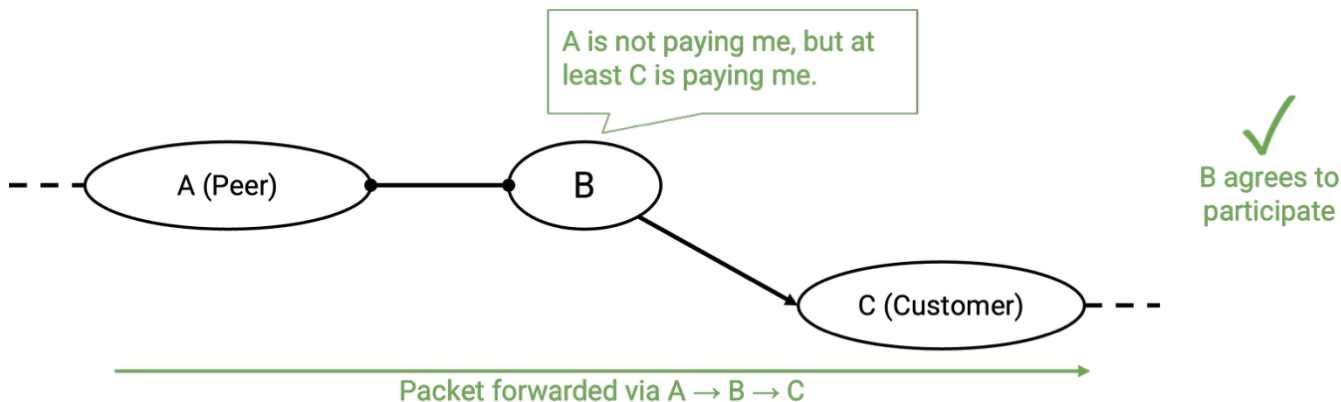 A is not paying me, but at
least C is paying me.
A (Peer)
B
B agrees to
participate
C (Customer)
Packet forwarded via A → B → C